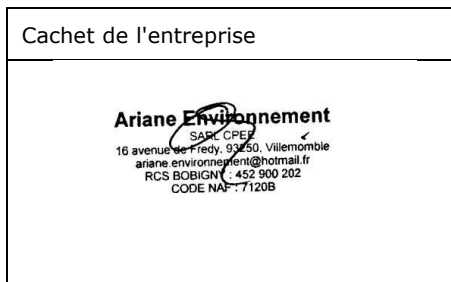 Cachet de l'entreprise
Ariane Environnement
SARL CPEE
16 avenue de Fredy, 93250, Villemomble
ariane.environnement@hotmail.fr
RCS BOBIGNY : 452 900 202
CODE NAF : 7120B